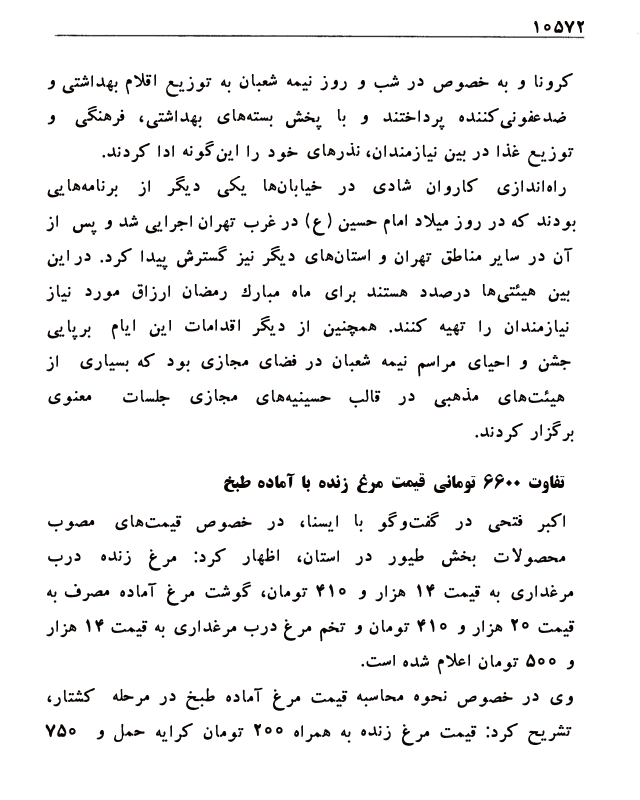 ۱۰۵۷۲
کرونا و به خصوص در شب و روز نیمه شعبان به توزیع اقلام بهداشتی و
ضدعفونی‌کننده پرداختند و با پخش بسته‌های بهداشتی، فرهنگی و
توزیع غذا در بین نیازمندان، نذرهای خود را این‌گونه ادا کردند.
راه‌اندازی کاروان شادی در خیابان‌ها یکی دیگر از برنامه‌هایی
بودند که در روز میلاد امام حسین (ع) در غرب تهران اجرایی شد و پس از
آن در سایر مناطق تهران و استان‌های دیگر نیز گسترش پیدا کرد. در این
بین هیئتی‌ها درصدد هستند برای ماه مبارك رمضان ارزاق مورد نیاز
نیازمندان را تهیه کنند. همچنین از دیگر اقدامات این ایام برپایی
جشن و احیای مراسم نیمه شعبان در فضای مجازی بود که بسیاری از
هیئت‌های مذهبی در قالب حسینیه‌های مجازی جلسات معنوی
برگزار کردند.
تفاوت ۶۶۰۰ تومانی قیمت مرغ زنده با آماده طبخ
اکبر فتحی در گفت‌وگو با ایسنا، در خصوص قیمت‌های مصوب
محصولات بخش طیور در استان، اظهار کرد: مرغ زنده درب
مرغداری به قیمت ۱۴ هزار و ۴۱۰ تومان، گوشت مرغ آماده مصرف به
قیمت ۲۰ هزار و ۴۱۰ تومان و تخم مرغ درب مرغداری به قیمت ۱۴ هزار
و ۵۰۰ تومان اعلام شده است.
وی در خصوص نحوه محاسبه قیمت مرغ آماده طبخ در مرحله کشتار،
تشریح کرد: قیمت مرغ زنده به همراه ۲۰۰ تومان کرایه حمل و ۷۵۰